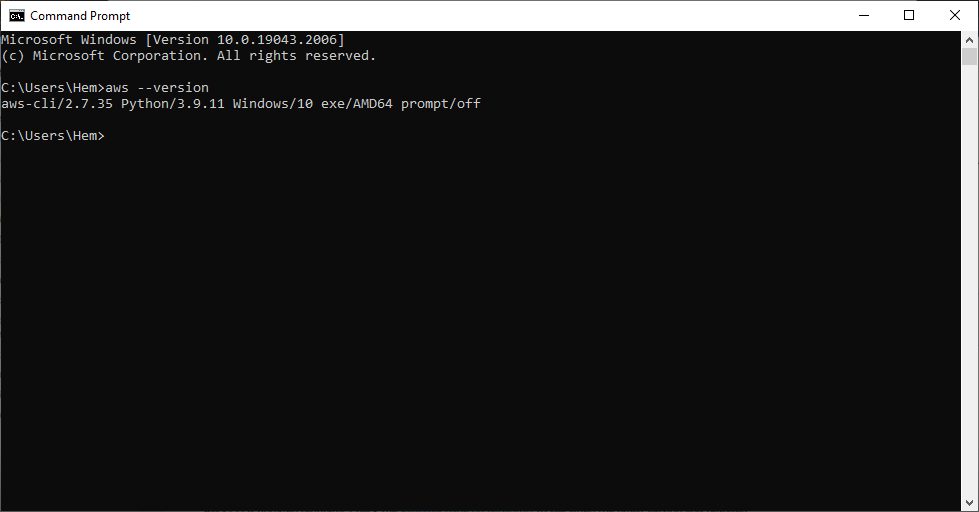 Command Prompt
Microsoft Windows [Version 10.0.19043.2006]
(c) Microsoft Corporation. All rights reserved.
C:\Users\Hem>aws --version
aws-cli/2.7.35 Python/3.9.11 Windows/10 exe/AMD64 prompt/off
C:\Users\Hem>